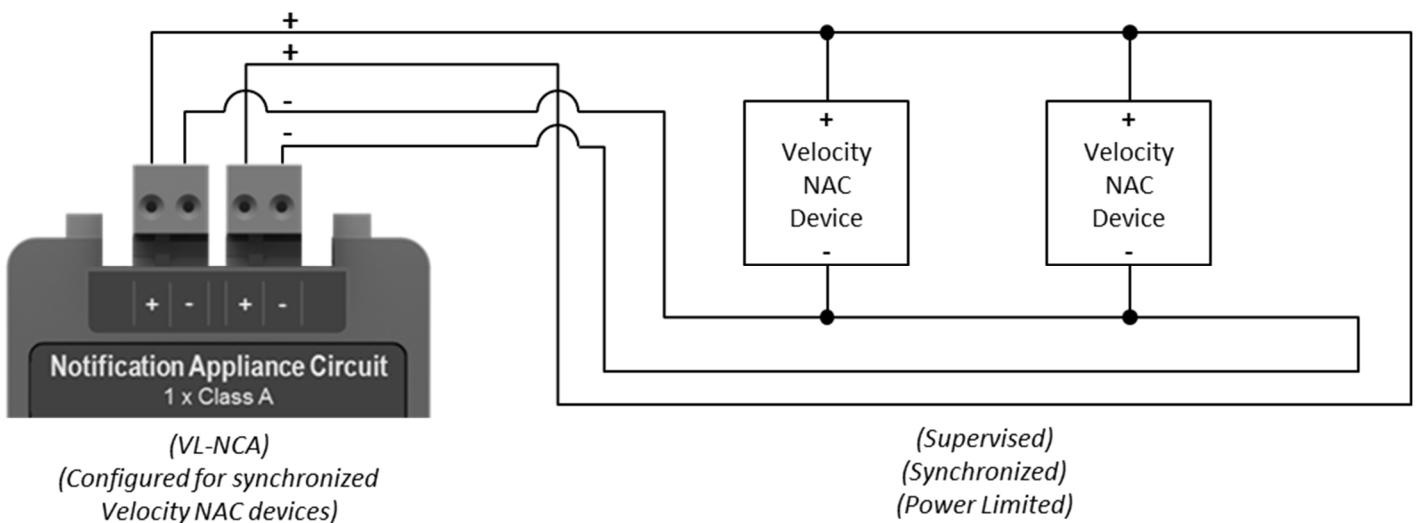 +
+
-
-
+
Velocity
NAC
Device
-
+
Velocity
NAC
Device
-
+ - + -
Notification Appliance Circuit
1 x Class A
(VL-NCA)
(Configured for synchronized
Velocity NAC devices)
(Supervised)
(Synchronized)
(Power Limited)